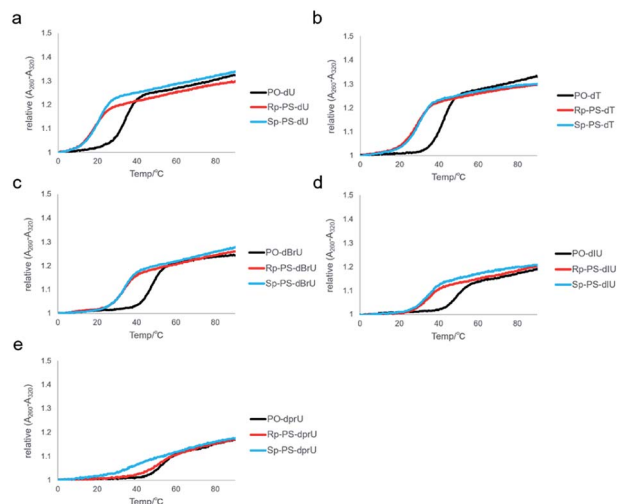 a
b
1.5
1.4
1.3
1.2
1.1
1
0 20 40 60 80
relative (A260-A320)
Temp/°C
PO-dU
Rp-PS-dU
Sp-PS-dU
1.5
1.4
1.3
1.2
1.1
1
0 20 40 60 80
relative (A260-A320)
Temp/°C
PO-dT
Rp-PS-dT
Sp-PS-dT
c
d
1.5
1.4
1.3
1.2
1.1
1
0 20 40 60 80
relative (A260-A320)
Temp/°C
PO-dBrU
Rp-PS-dBrU
Sp-PS-dBrU
1.5
1.4
1.3
1.2
1.1
1
0 20 40 60 80
relative (A260-A320)
Temp/°C
PO-dIU
Rp-PS-dIU
Sp-PS-dIU
e
1.5
1.4
1.3
1.2
1.1
1
0 20 40 60 80
relative (A260-A320)
Temp/°C
PO-dprU
Rp-PS-dprU
Sp-PS-dprU